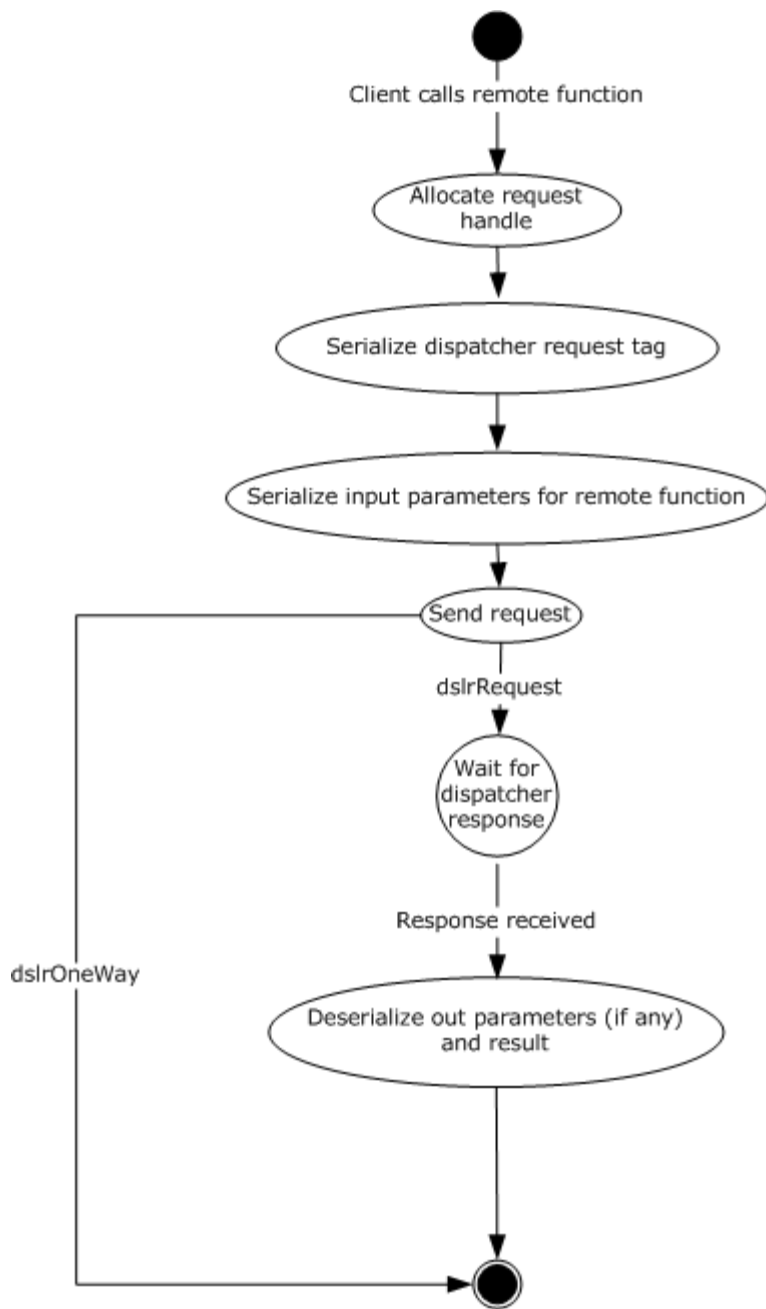 Client calls remote function
Allocate request
handle
Serialize dispatcher request tag
Serialize input parameters for remote function
Send request
dslrRequest
Wait for
dispatcher
response
Response received
dslrOneWay
Deserialize out parameters (if any)
and result